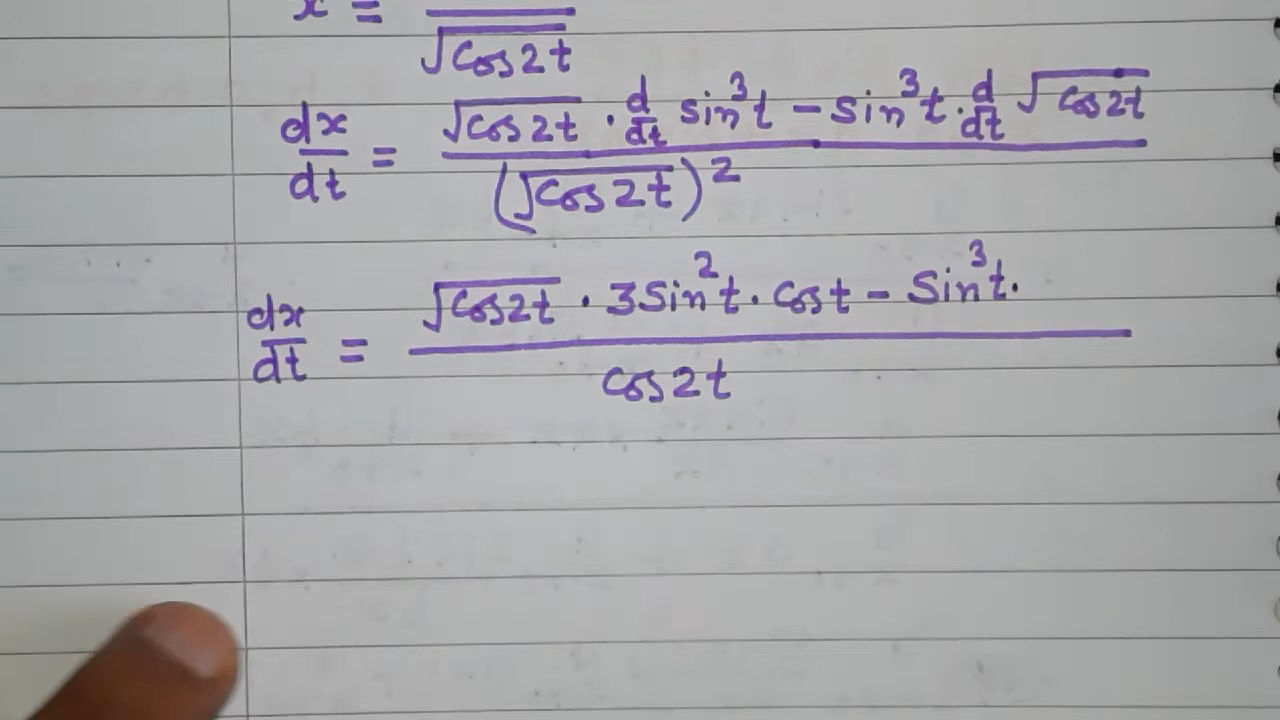 x =
√cos2t
dx/dt = √cos2t · d/dt sin³t - sin³t · d/dt √cos2t
(√cos2t)²
dx/dt = √cos2t · 3sin²t · cost - sin³t ·
cos2t